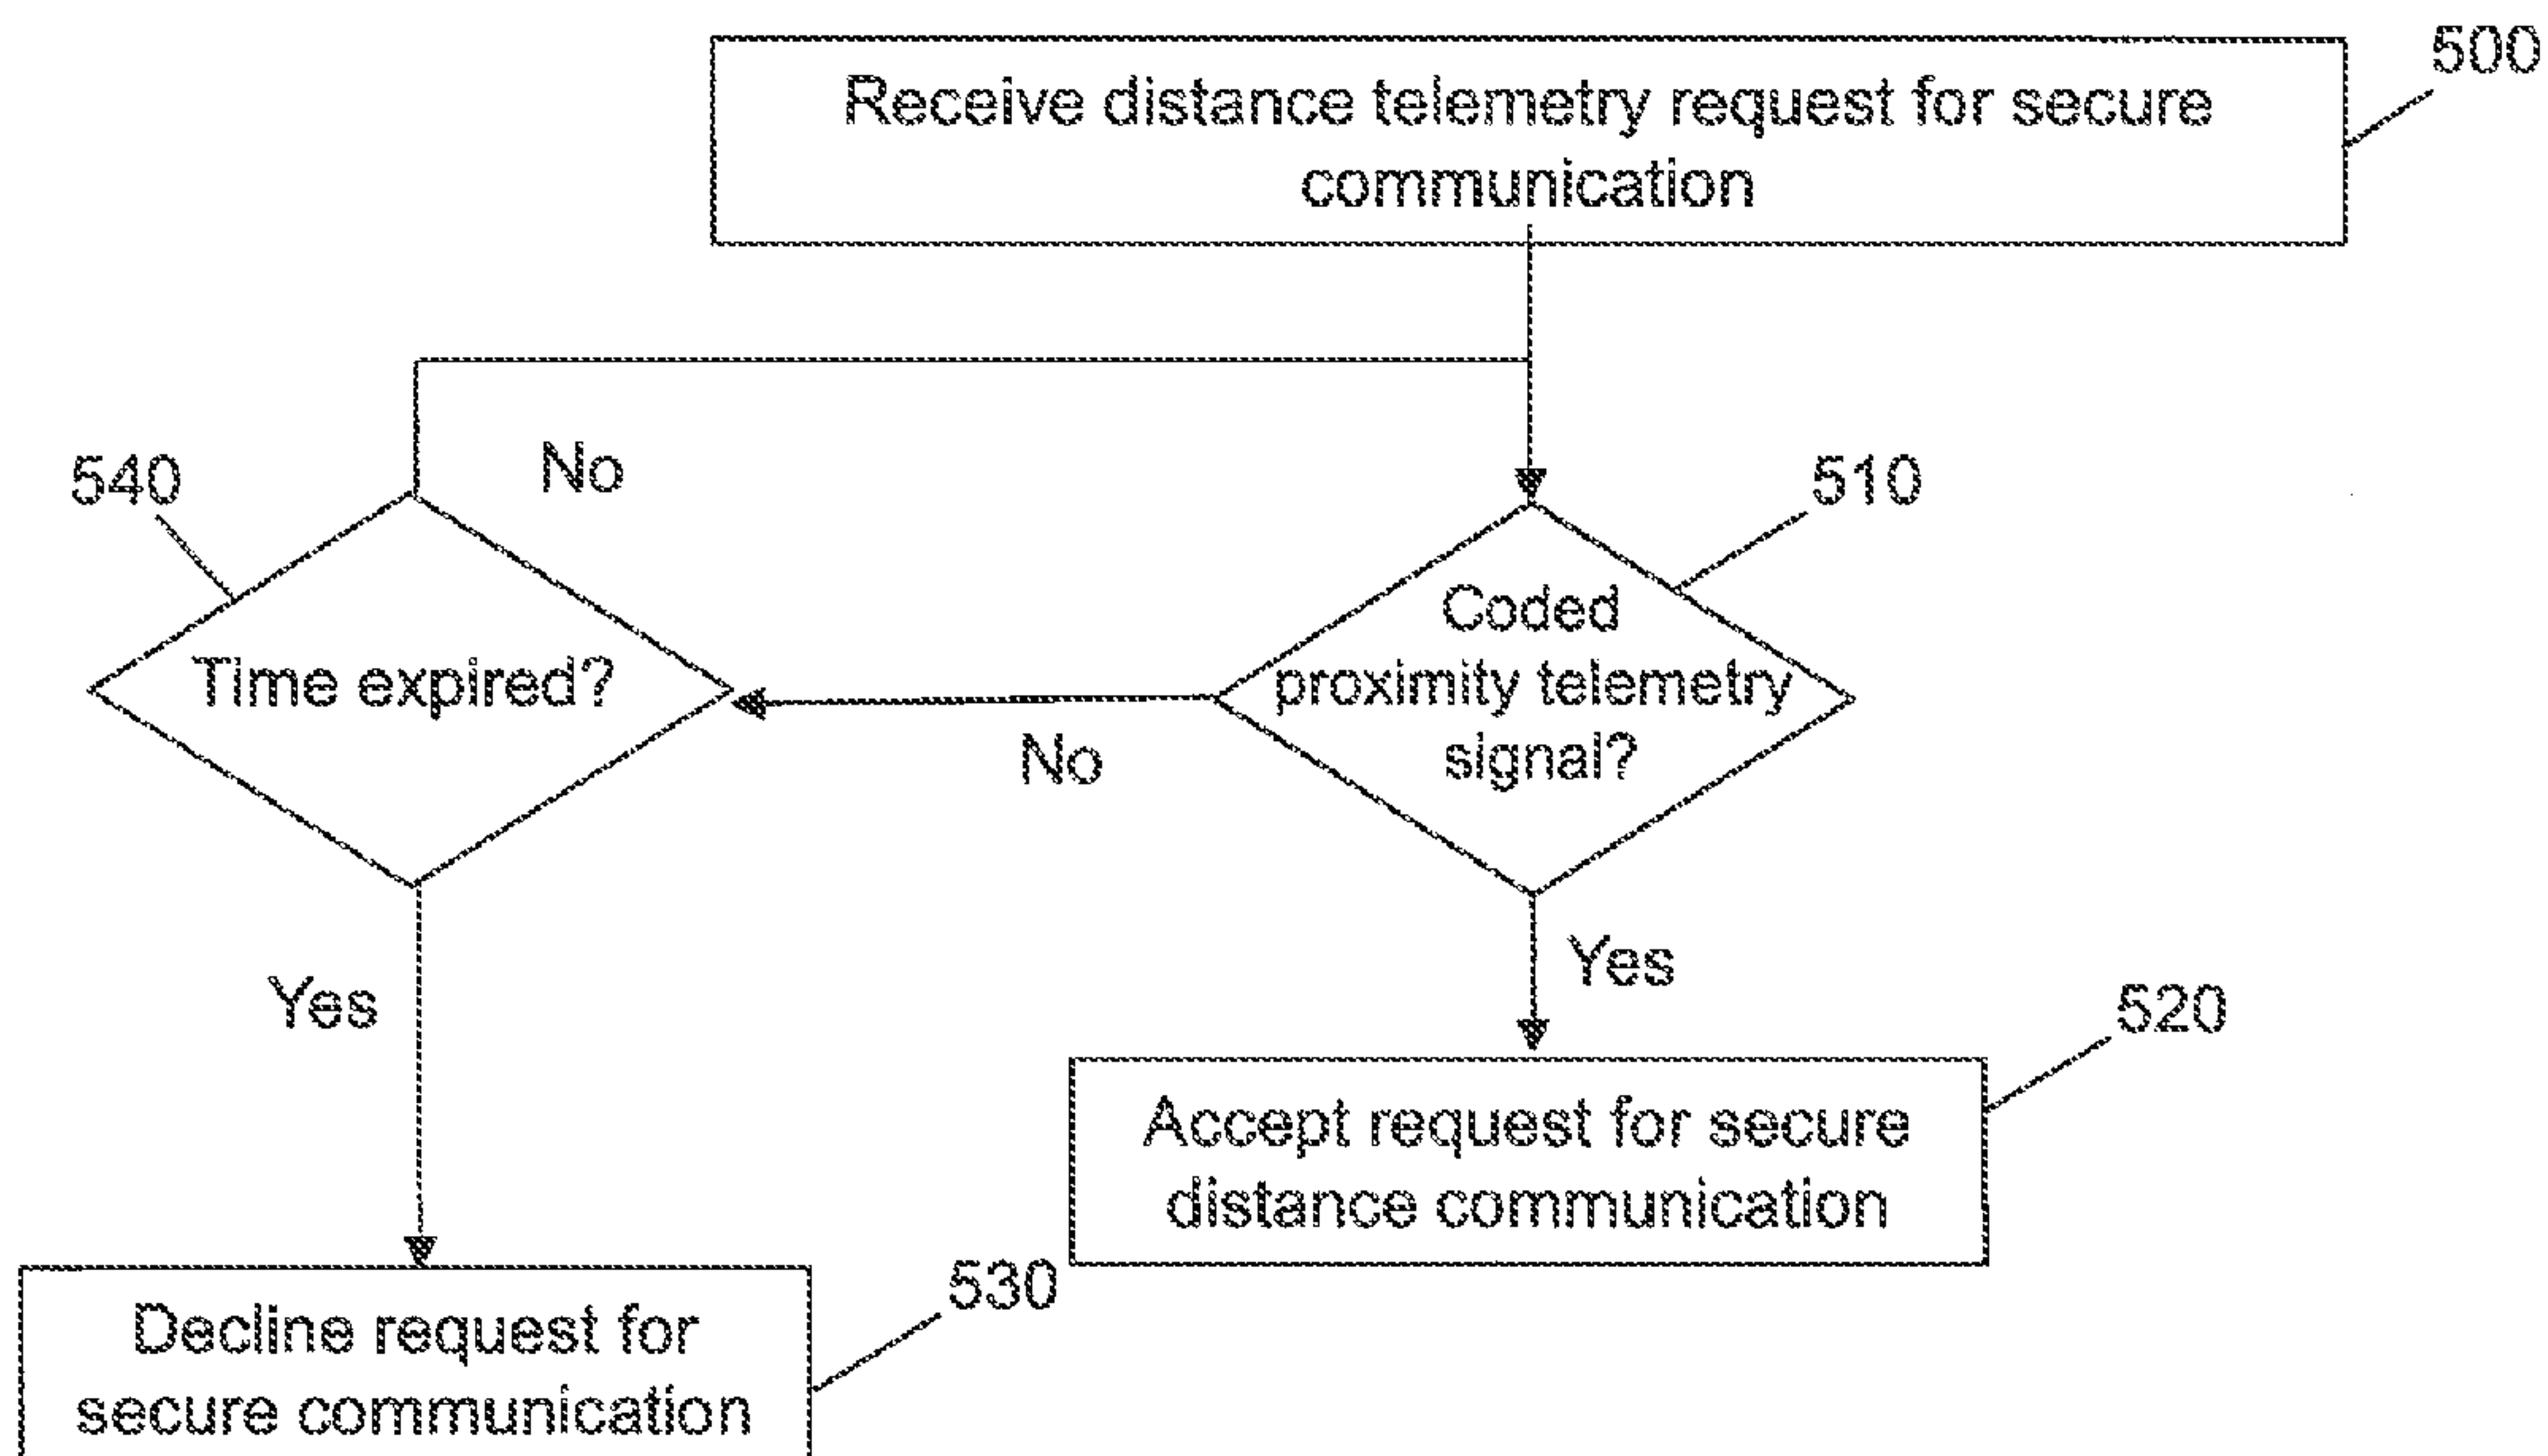 500
Receive distance telemetry request for secure
communication
540
No
510
Time expired?
Coded
proximity telemetry
signal?
No
Yes
Yes
520
Accept request for secure
distance communication
530
Decline request for
secure communication